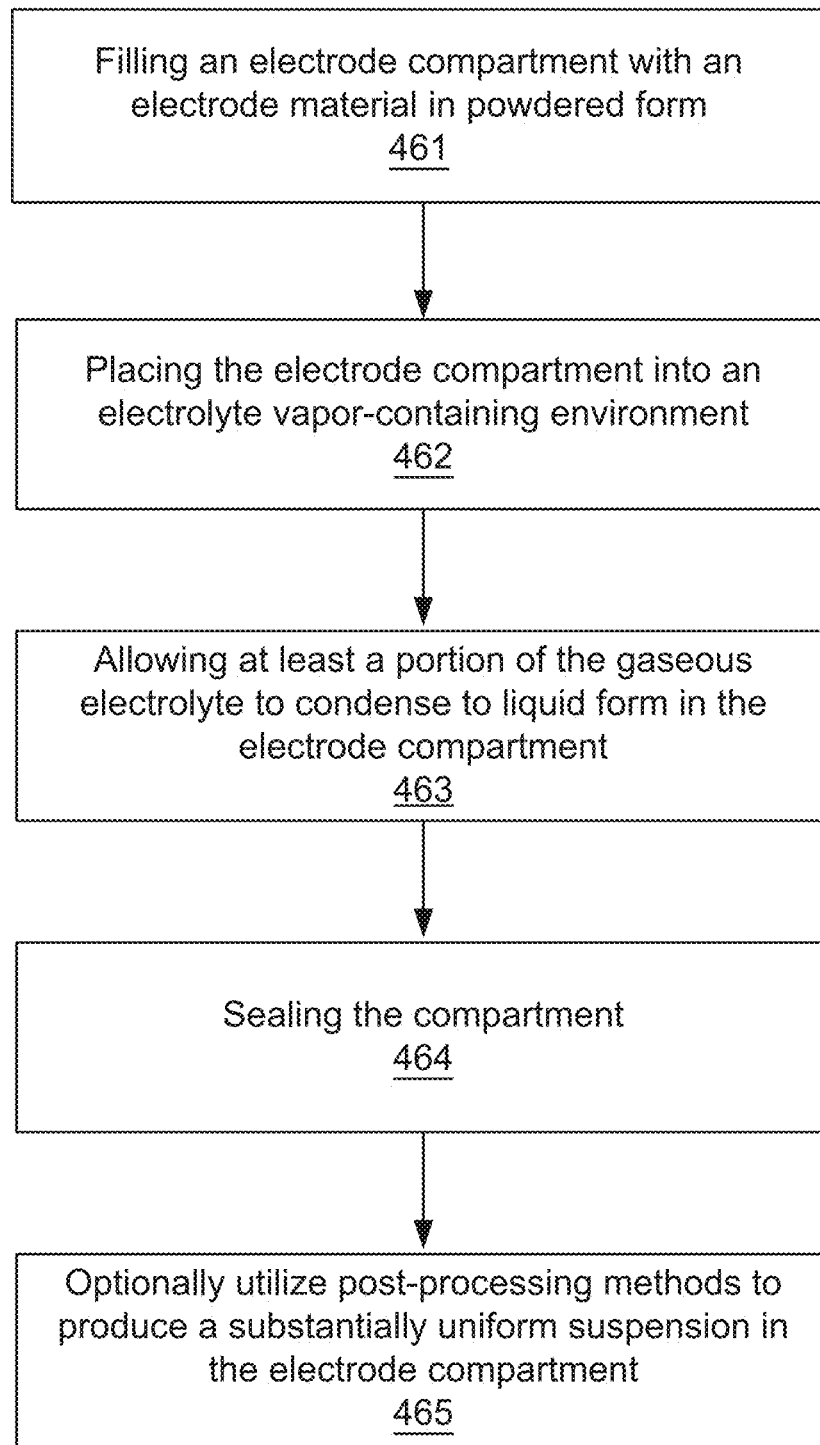 Filling an electrode compartment with an
electrode material in powdered form
461
Placing the electrode compartment into an
electrolyte vapor-containing environment
462
Allowing at least a portion of the gaseous
electrolyte to condense to liquid form in the
electrode compartment
463
Sealing the compartment
464
Optionally utilize post-processing methods to
produce a substantially uniform suspension in
the electrode compartment
465